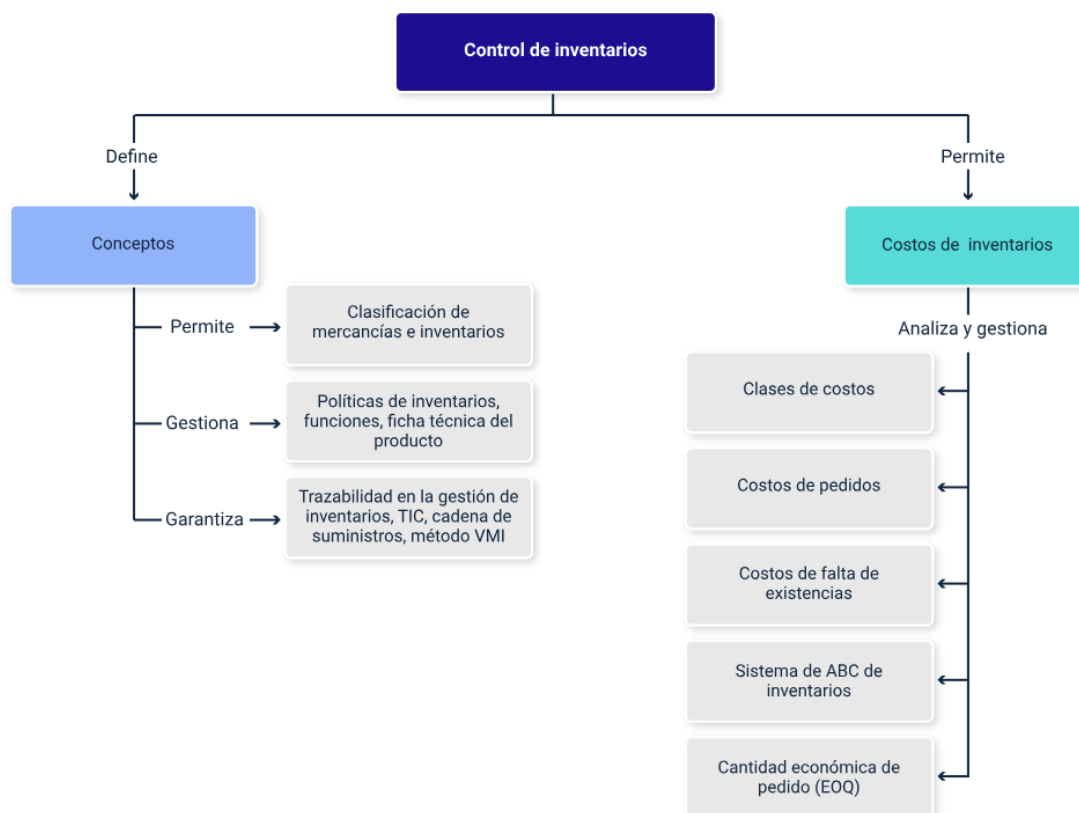 Control de inventarios
Define
Permite
Conceptos
Costos de inventarios
Permite
Clasificación de
mercancías e inventarios
Gestiona
Políticas de inventarios,
funciones, ficha técnica del
producto
Garantiza
Trazabilidad en la gestión de
inventarios, TIC, cadena de
suministros, método VMI
Analiza y gestiona
Clases de costos
Costos de pedidos
Costos de falta de
existencias
Sistema de ABC de
inventarios
Cantidad económica de
pedido (EOQ)